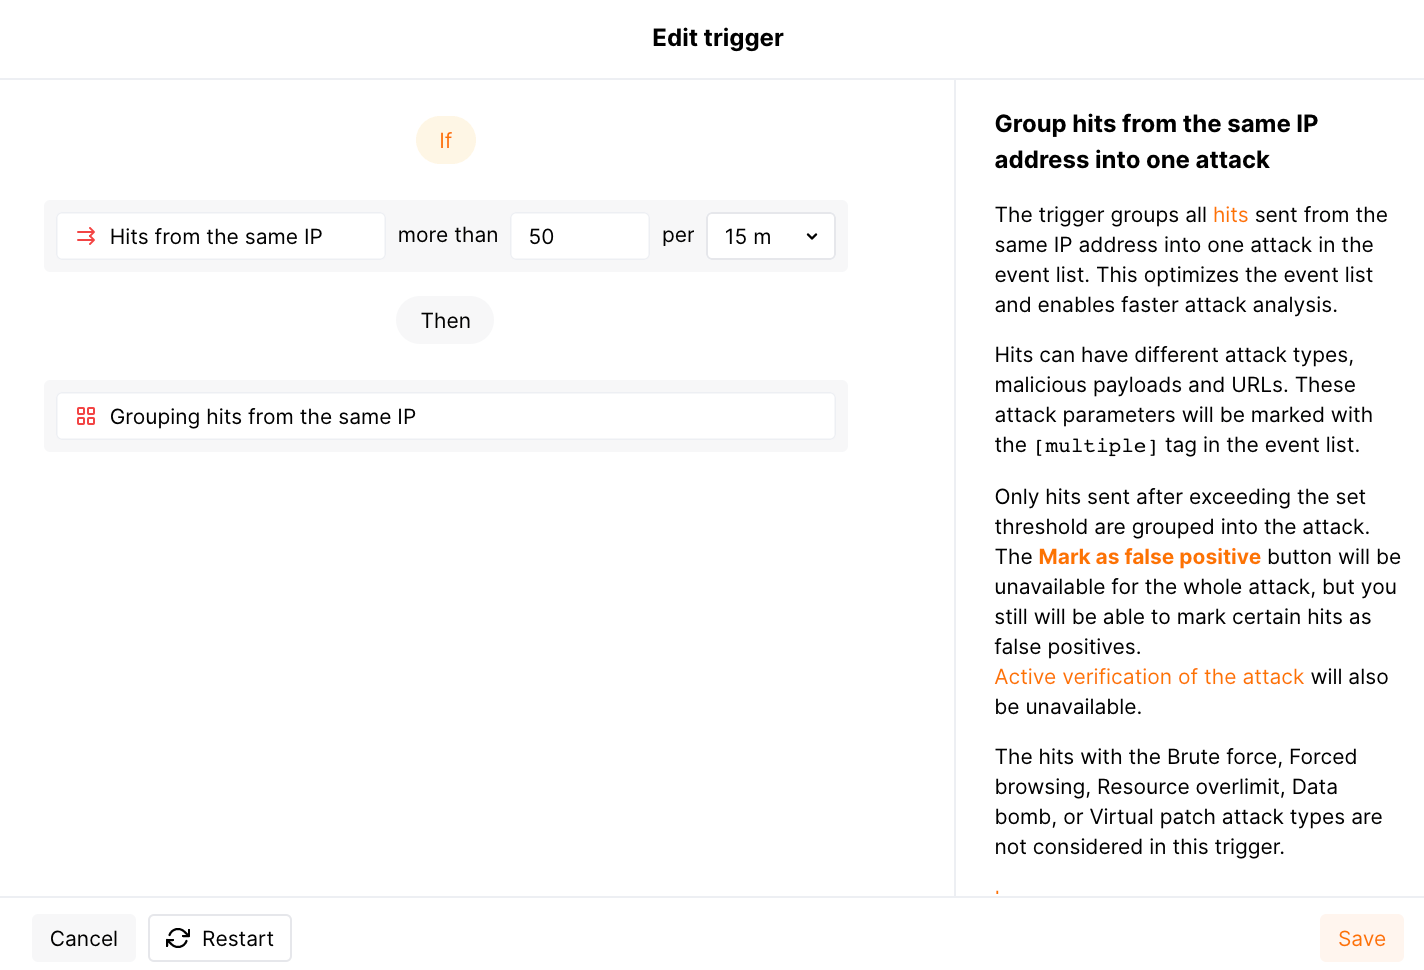 Edit trigger
If
Hits from the same IP more than 50 per 15 m
Then
Grouping hits from the same IP
Group hits from the same IP
address into one attack
The trigger groups all hits sent from the
same IP address into one attack in the
event list. This optimizes the event list
and enables faster attack analysis.
Hits can have different attack types,
malicious payloads and URLs. These
attack parameters will be marked with
the [multiple] tag in the event list.
Only hits sent after exceeding the set
threshold are grouped into the attack.
The Mark as false positive button will be
unavailable for the whole attack, but you
still will be able to mark certain hits as
false positives.
Active verification of the attack will also
be unavailable.
The hits with the Brute force, Forced
browsing, Resource overlimit, Data
bomb, or Virtual patch attack types are
not considered in this trigger.
Cancel Restart Save